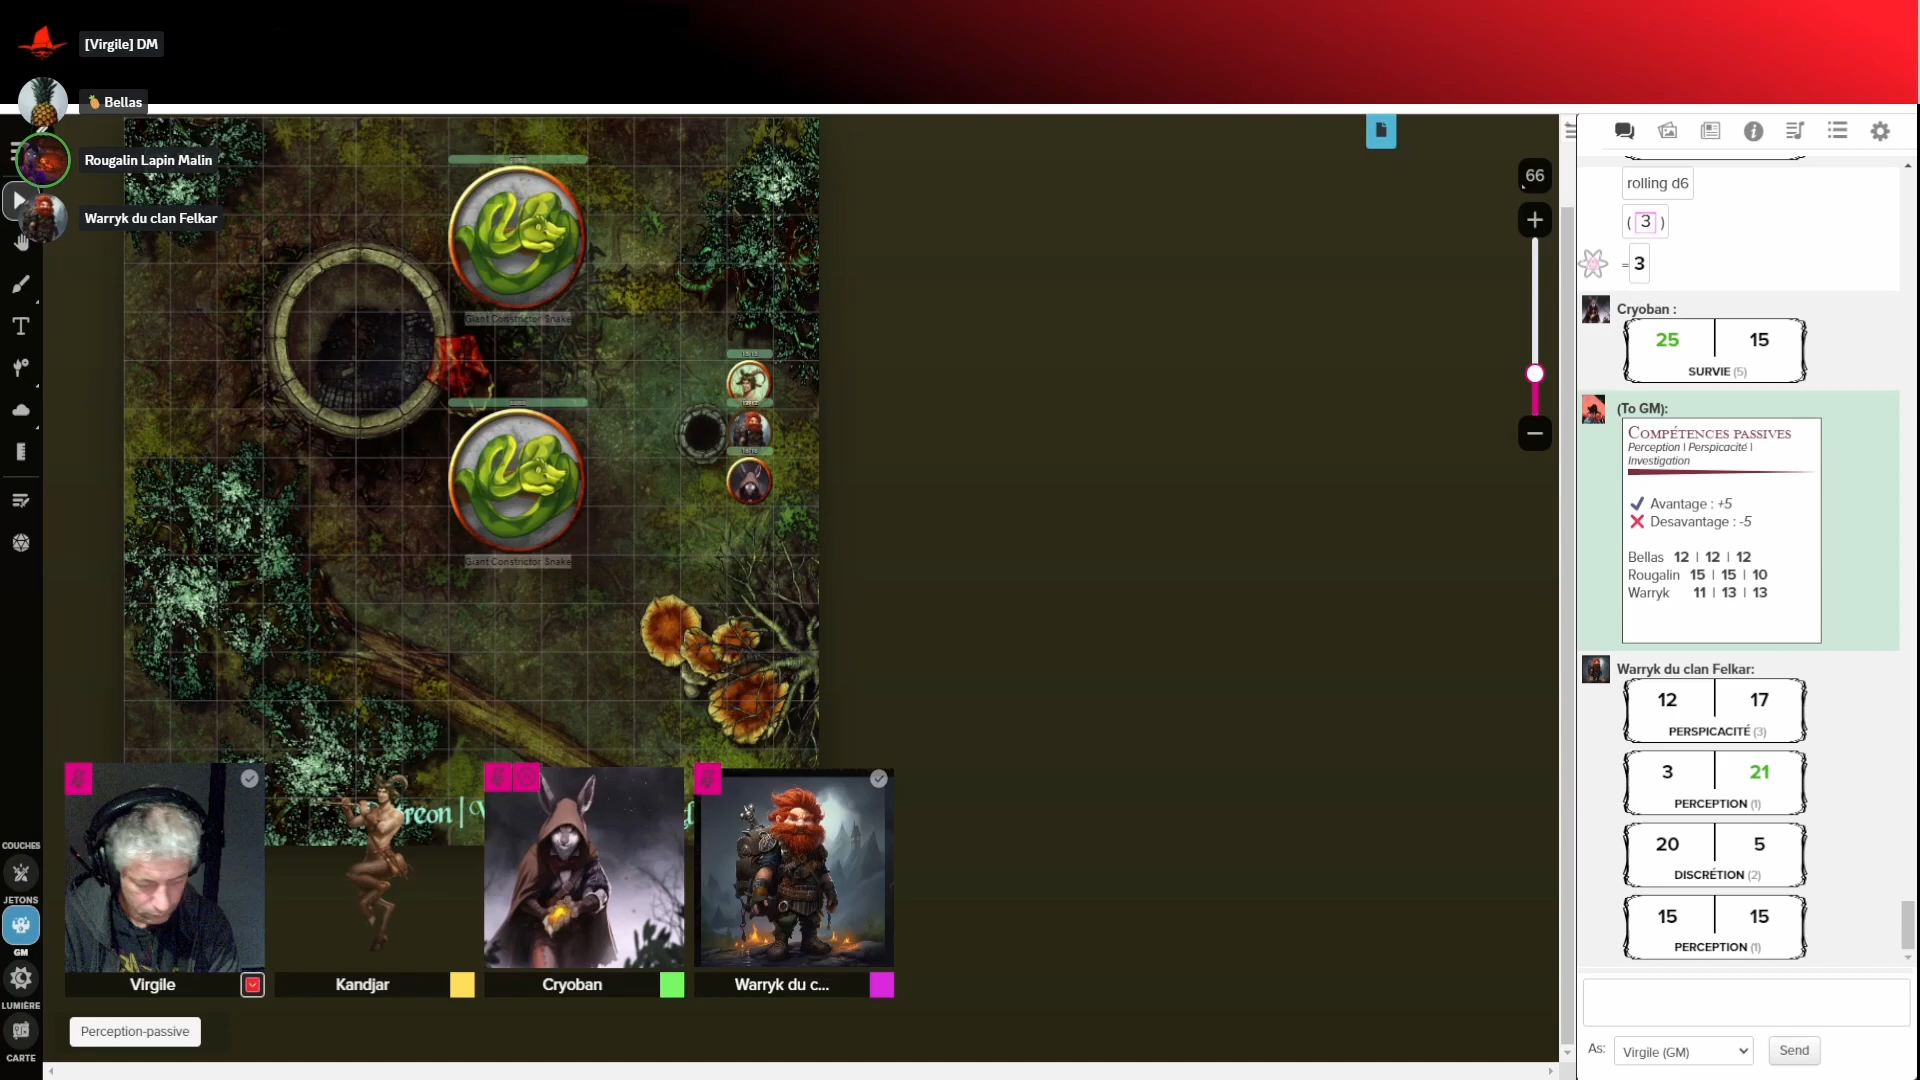 [Virgile] DM
🍍 Bellas
Rougalin Lapin Malin
Warryk du clan Felkar
Giant Constrictor Snake
Giant Constrictor Snake
66
rolling d6
( 3 )
= 3
Cryoban :
25 15
SURVIE (5)
(To GM):
COMPÉTENCES PASSIVES
Perception | Perspicacité |
Investigation
Avantage : +5
Desavantage : -5
Bellas 12 | 12 | 12
Rougalin 15 | 15 | 10
Warryk 11 | 13 | 13
Warryk du clan Felkar:
12 17
PERSPICACITÉ (3)
3 21
PERCEPTION (1)
20 5
DISCRÉTION (2)
15 15
PERCEPTION (1)
As:
Virgile (GM)
Send
COUCHES
JETONS
GM
LUMIÈRE
CARTE
Virgile
Kandjar
Cryoban
Warryk du c...
Perception-passive